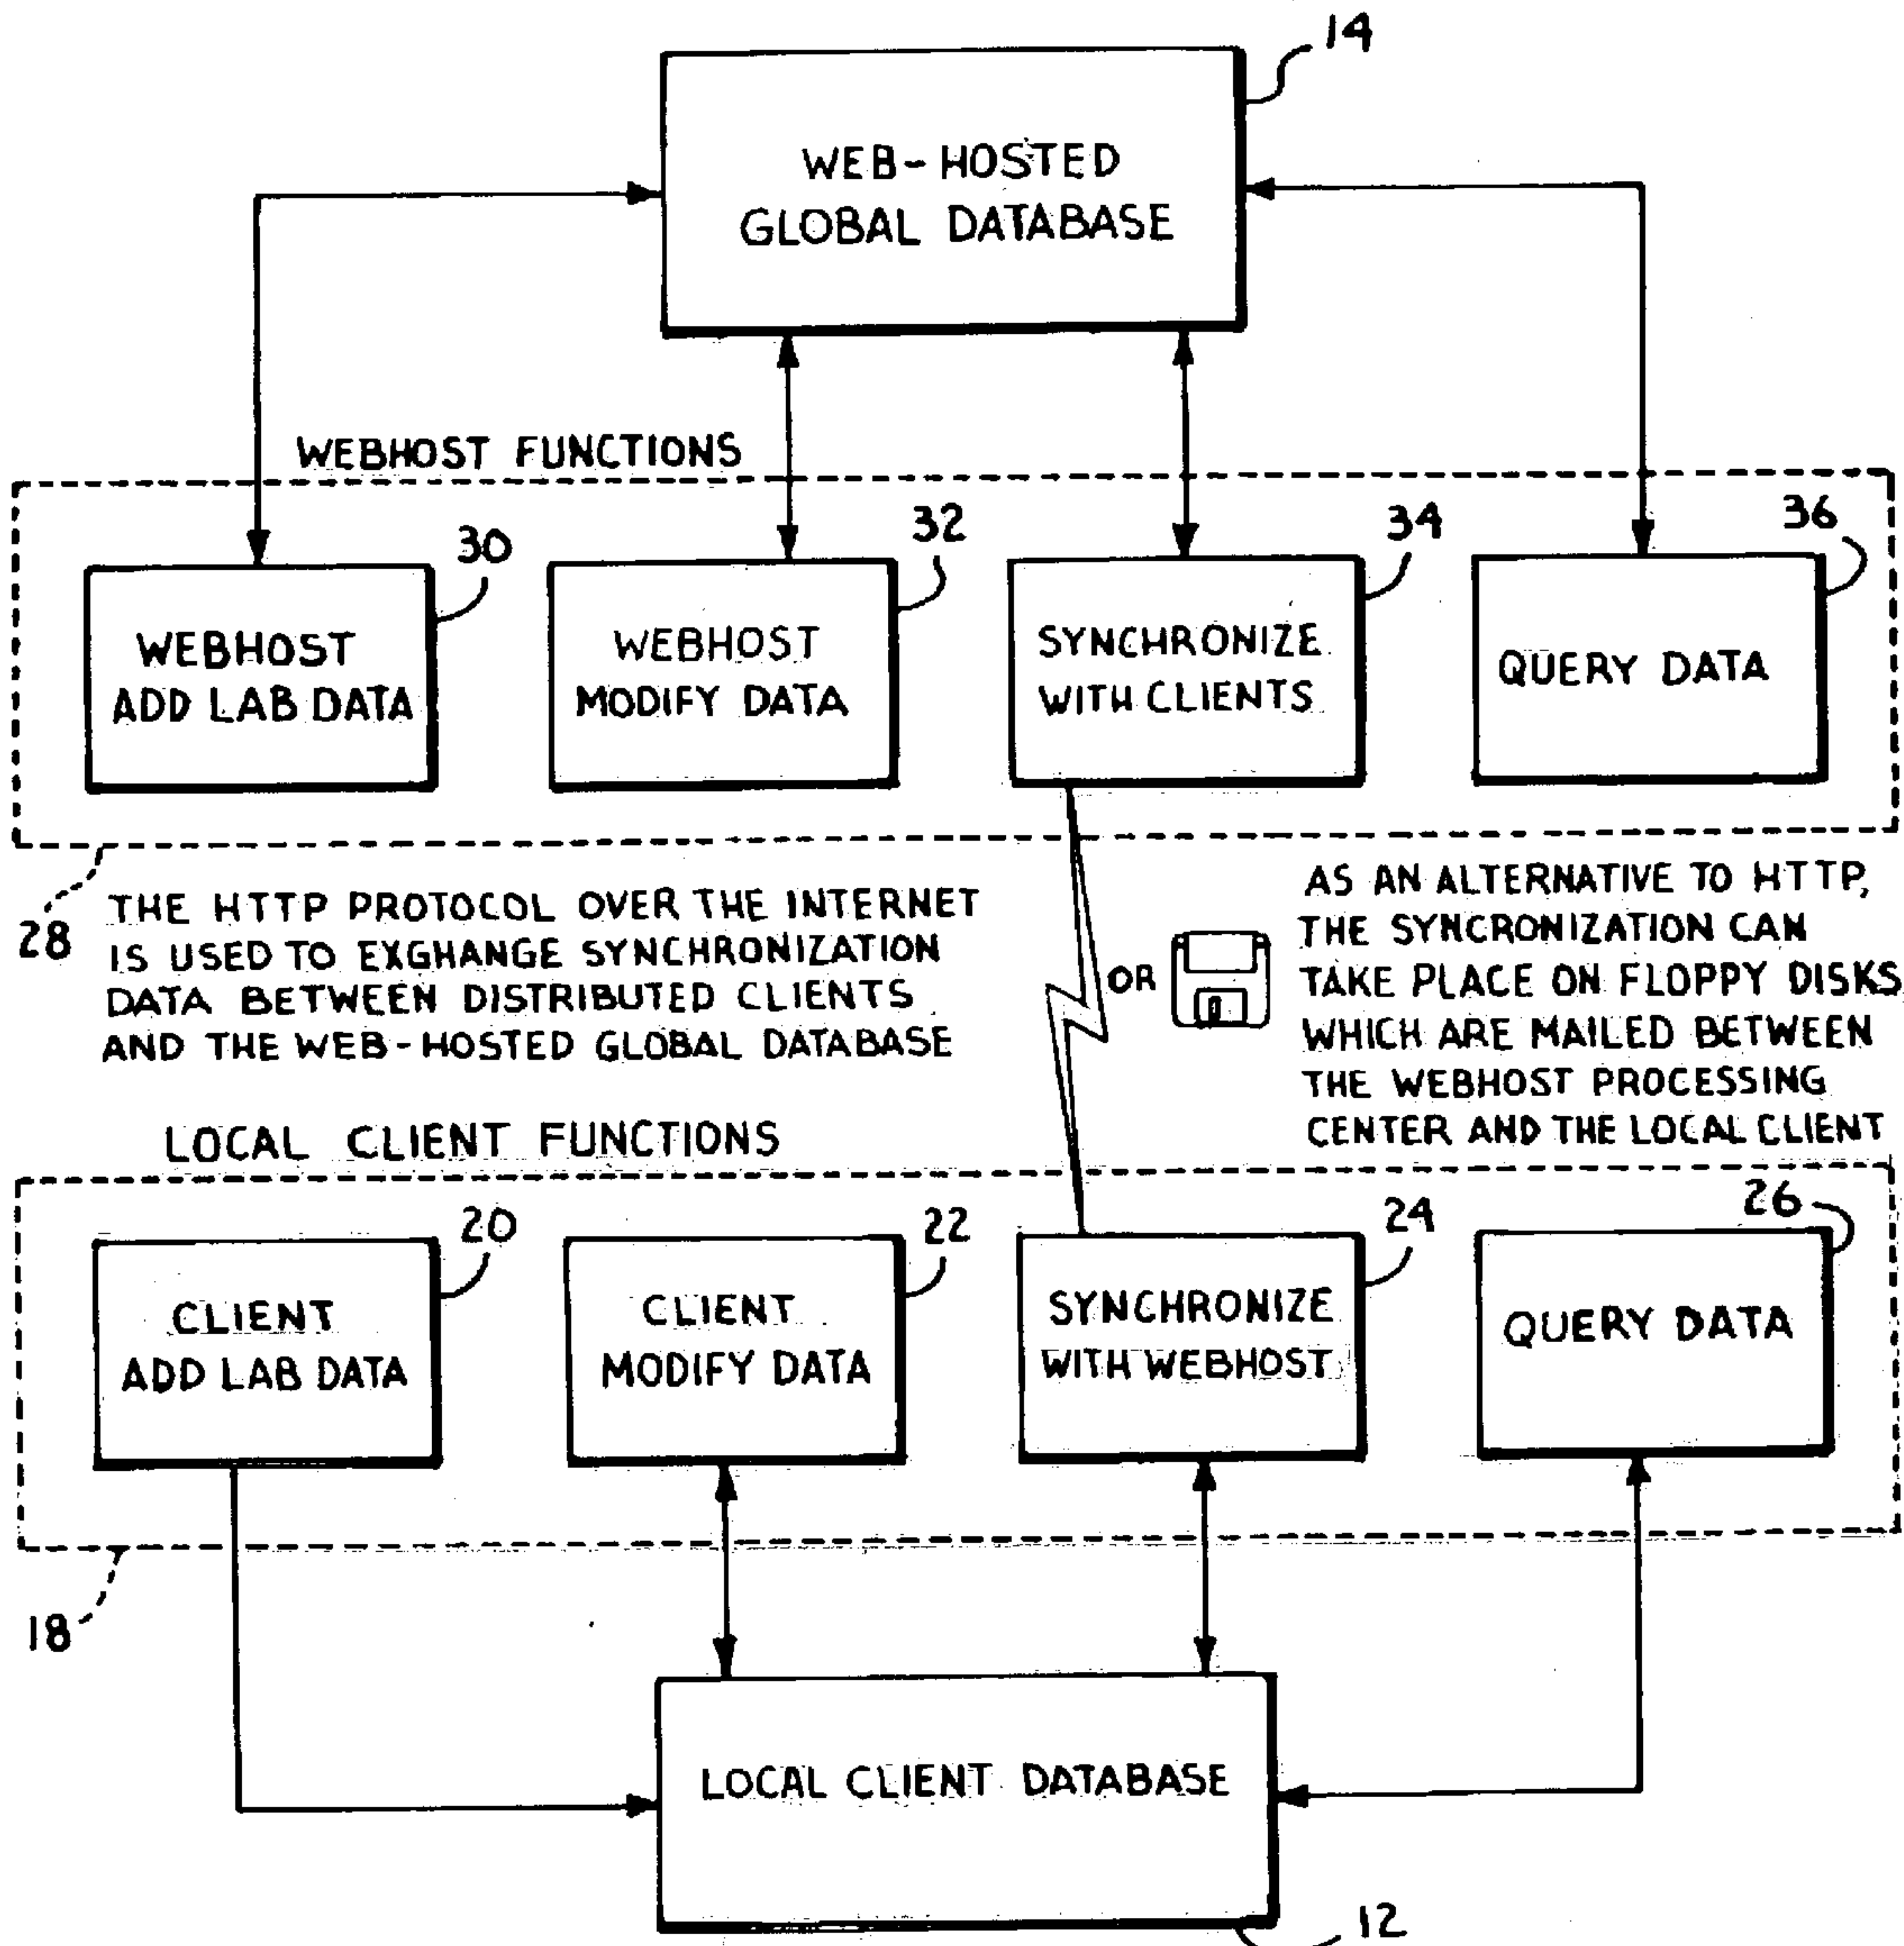 14
WEB-HOSTED
GLOBAL DATABASE
WEBHOST FUNCTIONS
30
32
34
36
WEBHOST
ADD LAB DATA
WEBHOST
MODIFY DATA
SYNCHRONIZE
WITH CLIENTS
QUERY DATA
28
THE HTTP PROTOCOL OVER THE INTERNET
IS USED TO EXGHANGE SYNCHRONIZATION
DATA BETWEEN DISTRIBUTED CLIENTS
AND THE WEB-HOSTED GLOBAL DATABASE
OR
AS AN ALTERNATIVE TO HTTP,
THE SYNCRONIZATION CAN
TAKE PLACE ON FLOPPY DISKS
WHICH ARE MAILED BETWEEN
THE WEBHOST PROCESSING
CENTER AND THE LOCAL CLIENT
LOCAL CLIENT FUNCTIONS
20
22
24
26
CLIENT
ADD LAB DATA
CLIENT
MODIFY DATA
SYNCHRONIZE
WITH WEBHOST
QUERY DATA
18
LOCAL CLIENT DATABASE
12